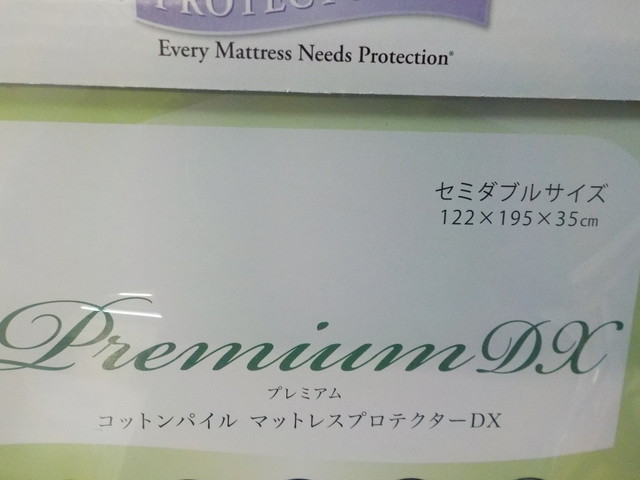 Every Mattress Needs Protection®
セミダブルサイズ
122×195×35cm
Premium DX
プレミアム
コットンパイル マットレスプロテクターDX